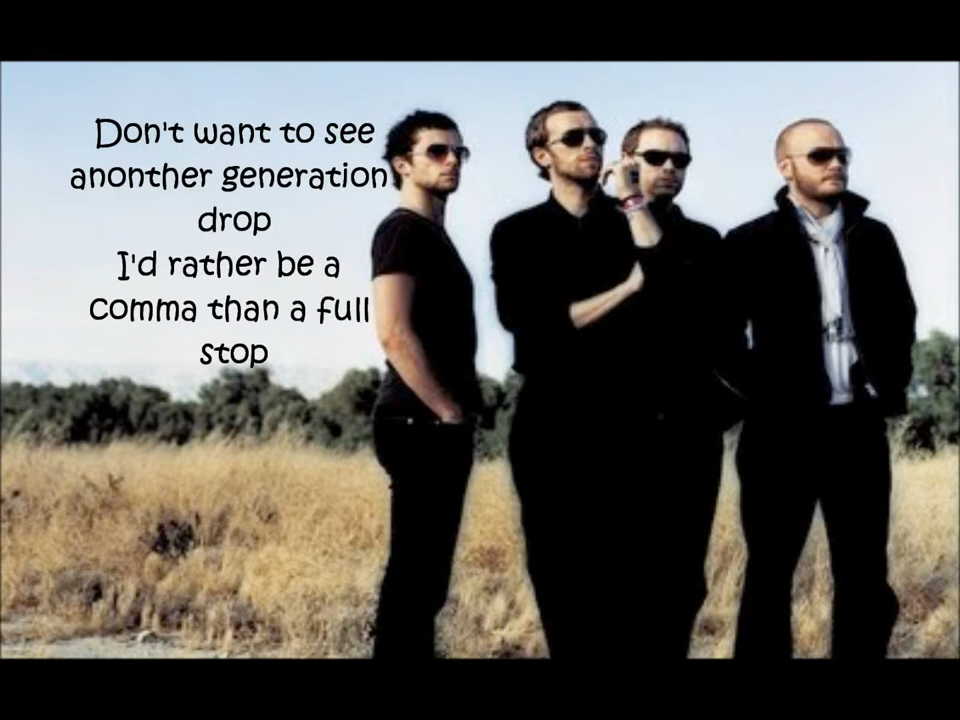 Don't want to see
anonther generation
drop
I'd rather be a
comma than a full
stop